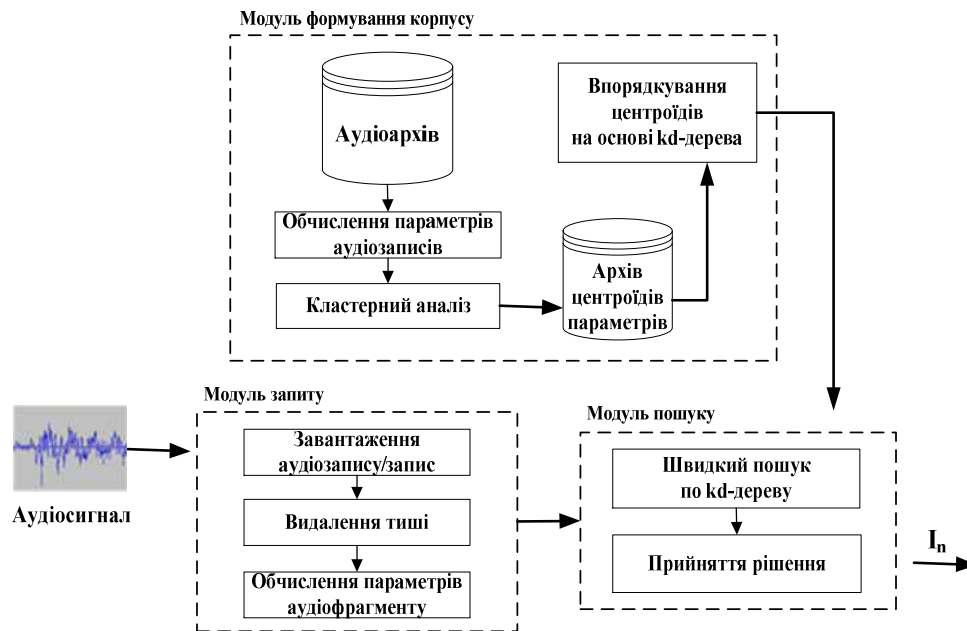 Модуль формування корпусу
Аудіоархів
Обчислення параметрів
аудіозаписів
Кластерний аналіз
Архів
центроїдів
параметрів
Впорядкування
центроїдів
на основі kd-дерева
Модуль запиту
Аудіосигнал
Завантаження
аудіозапису/запис
Видалення тиші
Обчислення параметрів
аудіофрагменту
Модуль пошуку
Швидкий пошук
по kd-дереву
Прийняття рішення
In